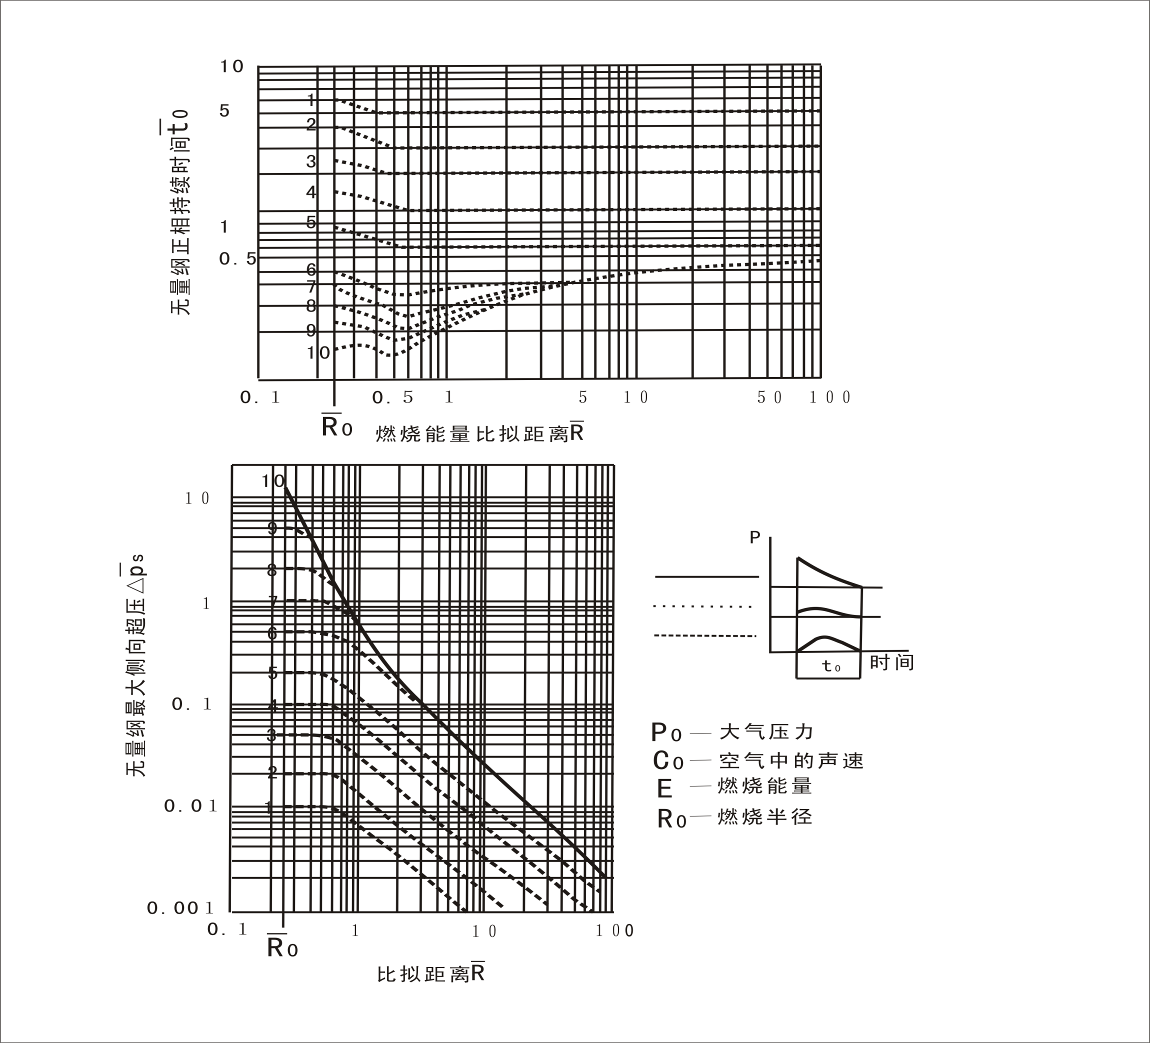 无量纲正相持续时间t̅0
10
5
1
0.5
1
2
3
4
5
6
7
8
9
10
0.1 0.5 1 5 10 50 100
R̅0 燃烧能量比拟距离R̅
无量纲最大侧向超压△p̅s
10
1
0.1
0.01
0.001
10
9
8
7
6
5
4
3
2
1
0.1 1 10 100
R̅0
比拟距离R̅
P
t0 时间
P0—大气压力
C0—空气中的声速
E—燃烧能量
R0—燃烧半径